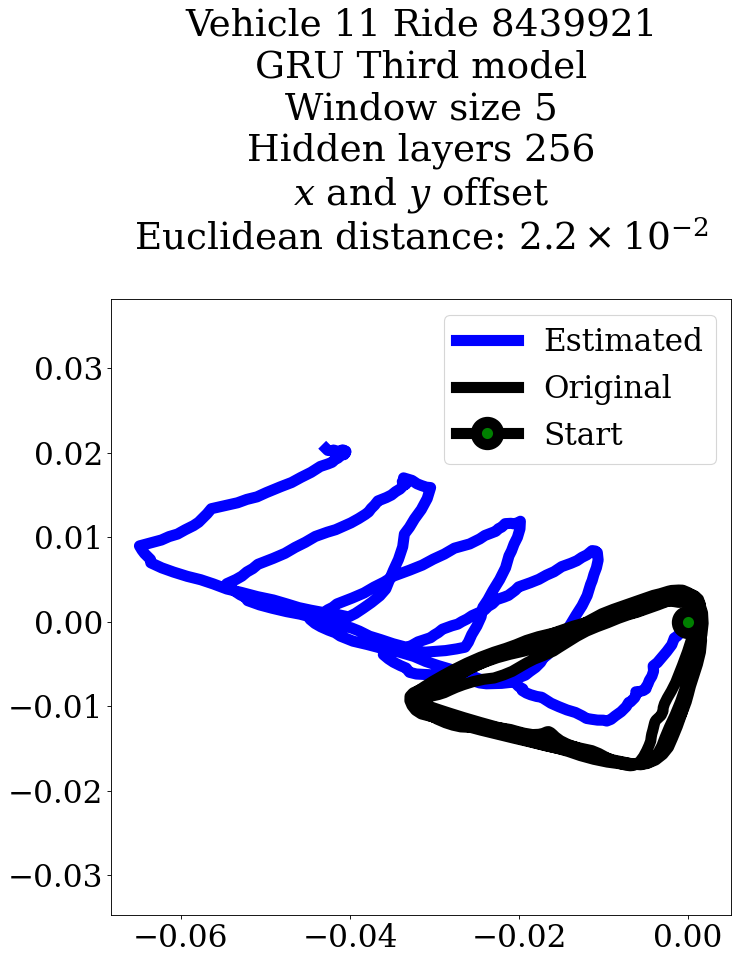 Vehicle 11 Ride 8439921
GRU Third model
Window size 5
Hidden layers 256
x and y offset
Euclidean distance: 2.2 × 10⁻²
Estimated
Original
Start
0.03
0.02
0.01
0.00
−0.01
−0.02
−0.03
−0.06 −0.04 −0.02 0.00